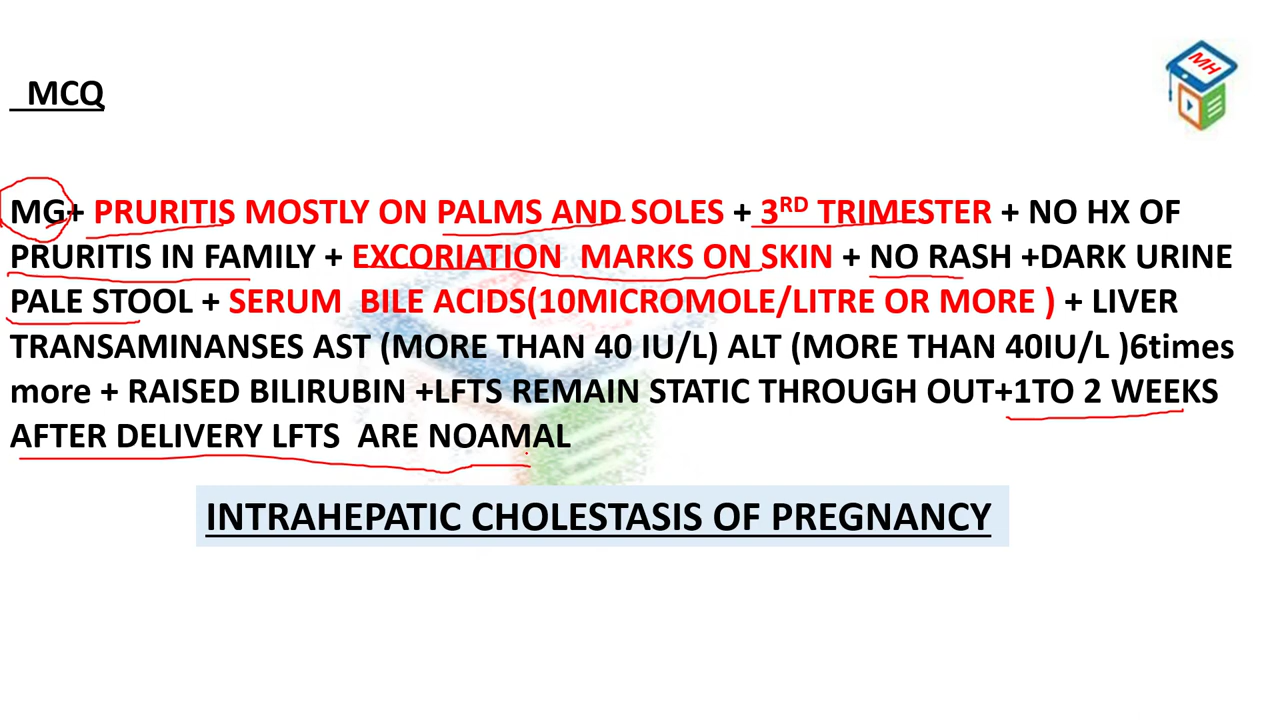 MCQ
MH
MG+ PRURITIS MOSTLY ON PALMS AND SOLES + 3RD TRIMESTER + NO HX OF
PRURITIS IN FAMILY + EXCORIATION MARKS ON SKIN + NO RASH +DARK URINE
PALE STOOL + SERUM BILE ACIDS(10MICROMOLE/LITRE OR MORE ) + LIVER
TRANSAMINANSES AST (MORE THAN 40 IU/L) ALT (MORE THAN 40IU/L )6times
more + RAISED BILIRUBIN +LFTS REMAIN STATIC THROUGH OUT+1TO 2 WEEKS
AFTER DELIVERY LFTS ARE NOAMAL
INTRAHEPATIC CHOLESTASIS OF PREGNANCY